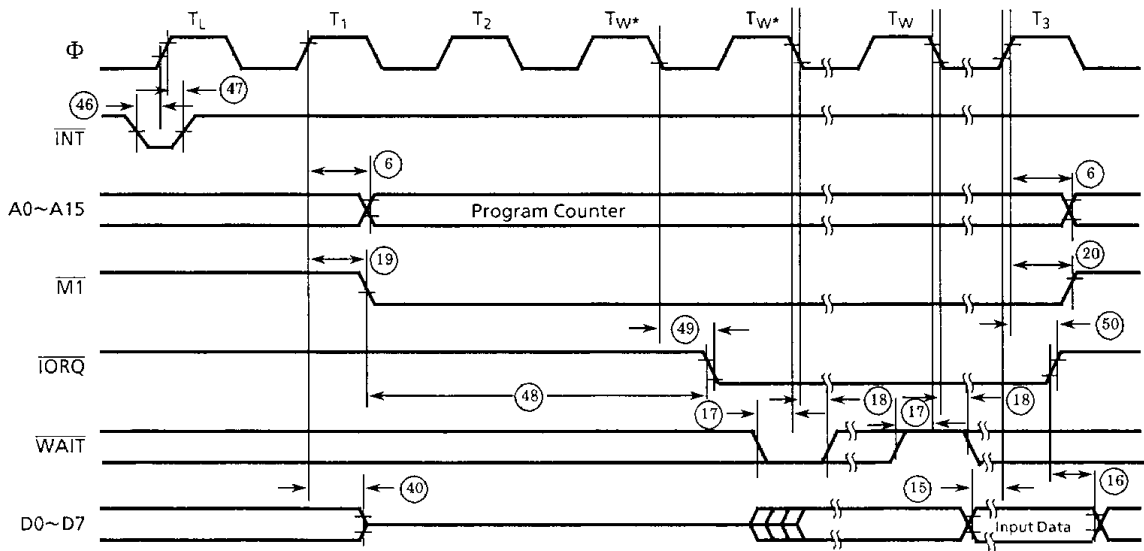 T_L T_1 T_2 T_W* T_W* T_W T_3
Φ
46 47
INT
6 6
A0~A15 Program Counter
19 20
M1
49 50
IORQ
48 17 18 17 18
WAIT
40 15 16
D0~D7 Input Data